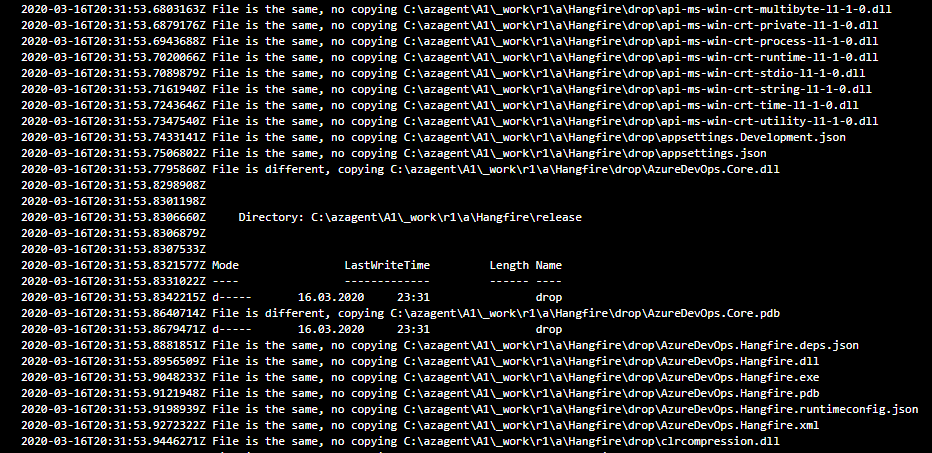 2020-03-16T20:31:53.6803163Z File is the same, no copying C:\azagent\A1\_work\r1\a\Hangfire\drop\api-ms-win-crt-multibyte-l1-1-0.dll
2020-03-16T20:31:53.6879176Z File is the same, no copying C:\azagent\A1\_work\r1\a\Hangfire\drop\api-ms-win-crt-private-l1-1-0.dll
2020-03-16T20:31:53.6943688Z File is the same, no copying C:\azagent\A1\_work\r1\a\Hangfire\drop\api-ms-win-crt-process-l1-1-0.dll
2020-03-16T20:31:53.7020066Z File is the same, no copying C:\azagent\A1\_work\r1\a\Hangfire\drop\api-ms-win-crt-runtime-l1-1-0.dll
2020-03-16T20:31:53.7089879Z File is the same, no copying C:\azagent\A1\_work\r1\a\Hangfire\drop\api-ms-win-crt-stdio-l1-1-0.dll
2020-03-16T20:31:53.7161940Z File is the same, no copying C:\azagent\A1\_work\r1\a\Hangfire\drop\api-ms-win-crt-string-l1-1-0.dll
2020-03-16T20:31:53.7243646Z File is the same, no copying C:\azagent\A1\_work\r1\a\Hangfire\drop\api-ms-win-crt-time-l1-1-0.dll
2020-03-16T20:31:53.7347540Z File is the same, no copying C:\azagent\A1\_work\r1\a\Hangfire\drop\api-ms-win-crt-utility-l1-1-0.dll
2020-03-16T20:31:53.7433141Z File is the same, no copying C:\azagent\A1\_work\r1\a\Hangfire\drop\appsettings.Development.json
2020-03-16T20:31:53.7506802Z File is the same, no copying C:\azagent\A1\_work\r1\a\Hangfire\drop\appsettings.json
2020-03-16T20:31:53.7795860Z File is different, copying C:\azagent\A1\_work\r1\a\Hangfire\drop\AzureDevOps.Core.dll
2020-03-16T20:31:53.8298908Z
2020-03-16T20:31:53.8301198Z
2020-03-16T20:31:53.8306660Z     Directory: C:\azagent\A1\_work\r1\a\Hangfire\release
2020-03-16T20:31:53.8306879Z
2020-03-16T20:31:53.8307533Z
2020-03-16T20:31:53.8321577Z Mode                LastWriteTime         Length Name
2020-03-16T20:31:53.8331022Z ----                -------------         ------ ----
2020-03-16T20:31:53.8342215Z d-----       16.03.2020     23:31                drop
2020-03-16T20:31:53.8640714Z File is different, copying C:\azagent\A1\_work\r1\a\Hangfire\drop\AzureDevOps.Core.pdb
2020-03-16T20:31:53.8679471Z d-----       16.03.2020     23:31                drop
2020-03-16T20:31:53.8881851Z File is the same, no copying C:\azagent\A1\_work\r1\a\Hangfire\drop\AzureDevOps.Hangfire.deps.json
2020-03-16T20:31:53.8956509Z File is the same, no copying C:\azagent\A1\_work\r1\a\Hangfire\drop\AzureDevOps.Hangfire.dll
2020-03-16T20:31:53.9048233Z File is the same, no copying C:\azagent\A1\_work\r1\a\Hangfire\drop\AzureDevOps.Hangfire.exe
2020-03-16T20:31:53.9121948Z File is the same, no copying C:\azagent\A1\_work\r1\a\Hangfire\drop\AzureDevOps.Hangfire.pdb
2020-03-16T20:31:53.9198939Z File is the same, no copying C:\azagent\A1\_work\r1\a\Hangfire\drop\AzureDevOps.Hangfire.runtimeconfig.json
2020-03-16T20:31:53.9272322Z File is the same, no copying C:\azagent\A1\_work\r1\a\Hangfire\drop\AzureDevOps.Hangfire.xml
2020-03-16T20:31:53.9446271Z File is the same, no copying C:\azagent\A1\_work\r1\a\Hangfire\drop\clrcompression.dll